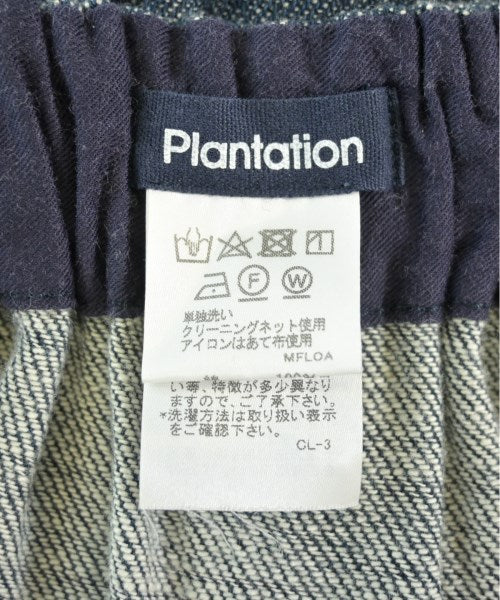 Plantation
F W
単独洗い
クリーニングネット使用
アイロンはあて布使用
MFLOA
い等、特徴が多少異なり
ますので、ご了承下さい。
*洗濯方法は取り扱い表示
をご確認下さい。
CL-3